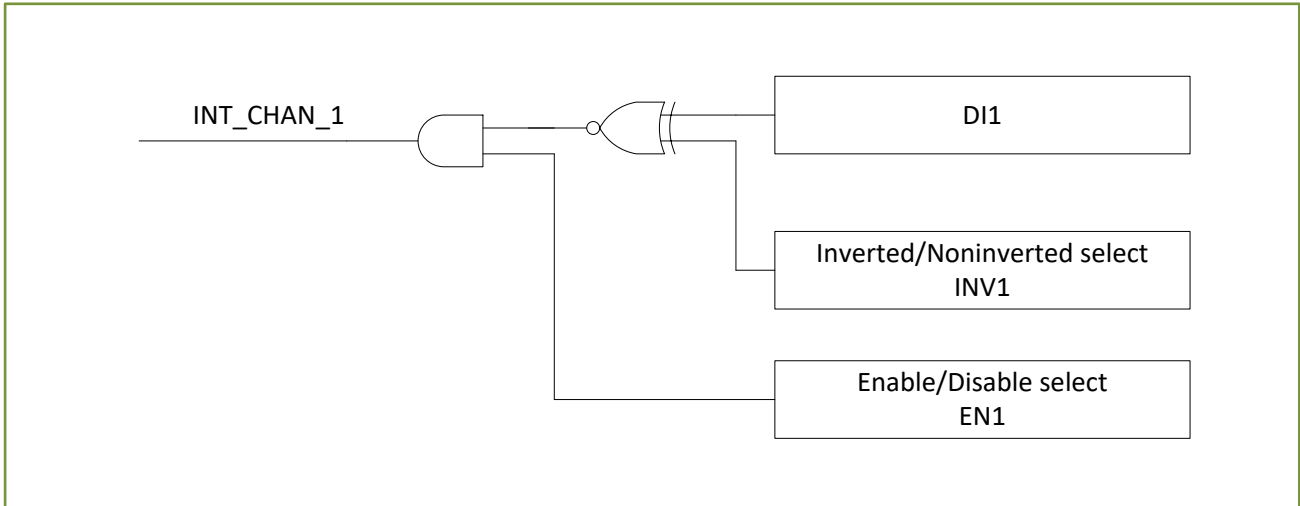 INT_CHAN_1
DI1
Inverted/Noninverted select
INV1
Enable/Disable select
EN1